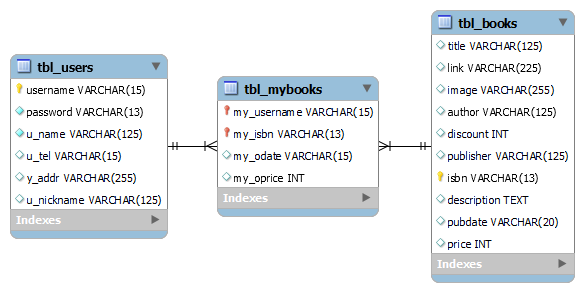 tbl_users
username VARCHAR(15)
password VARCHAR(13)
u_name VARCHAR(125)
u_tel VARCHAR(15)
y_addr VARCHAR(255)
u_nickname VARCHAR(125)
Indexes
tbl_mybooks
my_username VARCHAR(15)
my_isbn VARCHAR(13)
my_odate VARCHAR(15)
my_oprice INT
Indexes
tbl_books
title VARCHAR(125)
link VARCHAR(225)
image VARCHAR(255)
author VARCHAR(125)
discount INT
publisher VARCHAR(125)
isbn VARCHAR(13)
description TEXT
pubdate VARCHAR(20)
price INT
Indexes